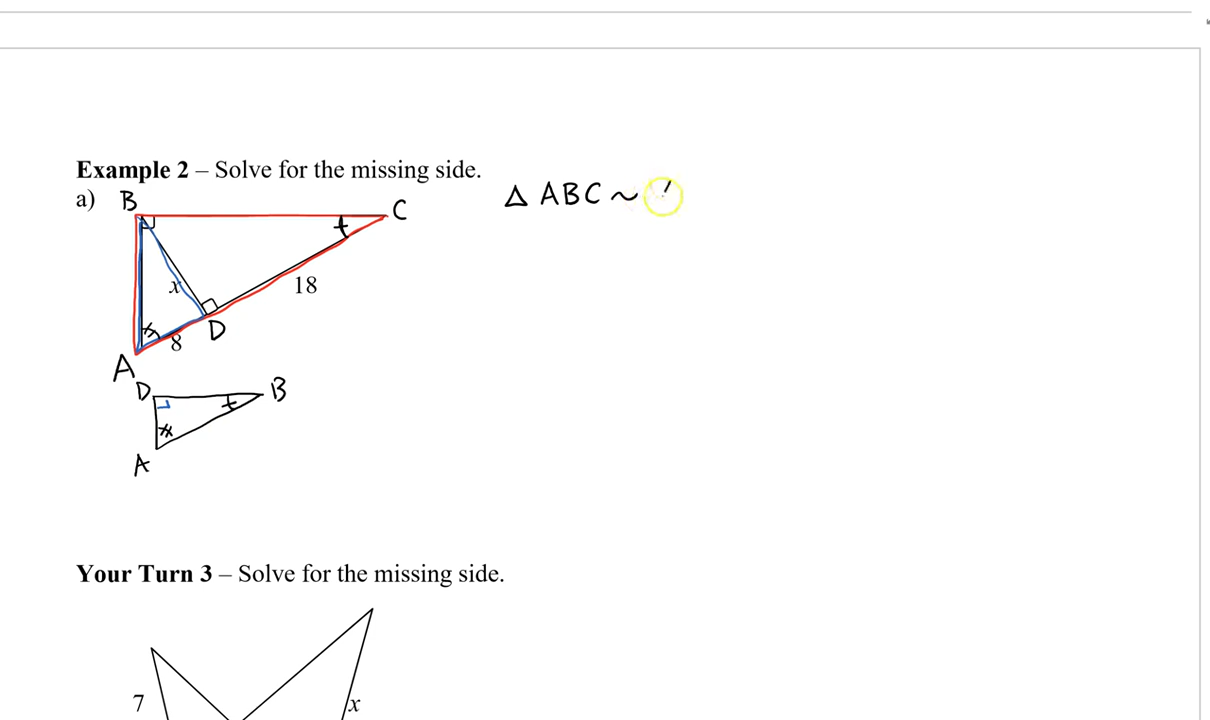 Example 2 – Solve for the missing side.
a) B C
△ ABC ~
x 18
8 D
A
D B
A
Your Turn 3 – Solve for the missing side.
7 x